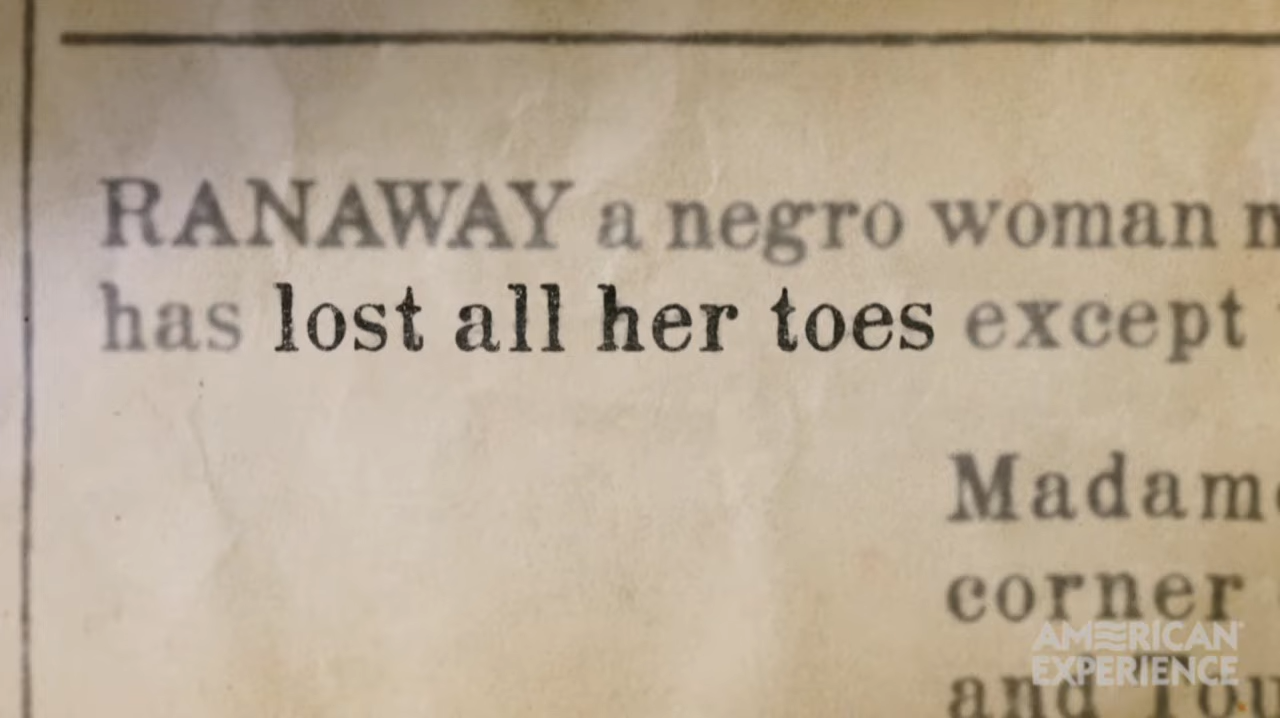 RANAWAY a negro woman
has lost all her toes except
Madam
corner
and
AMERICAN
EXPERIENCE